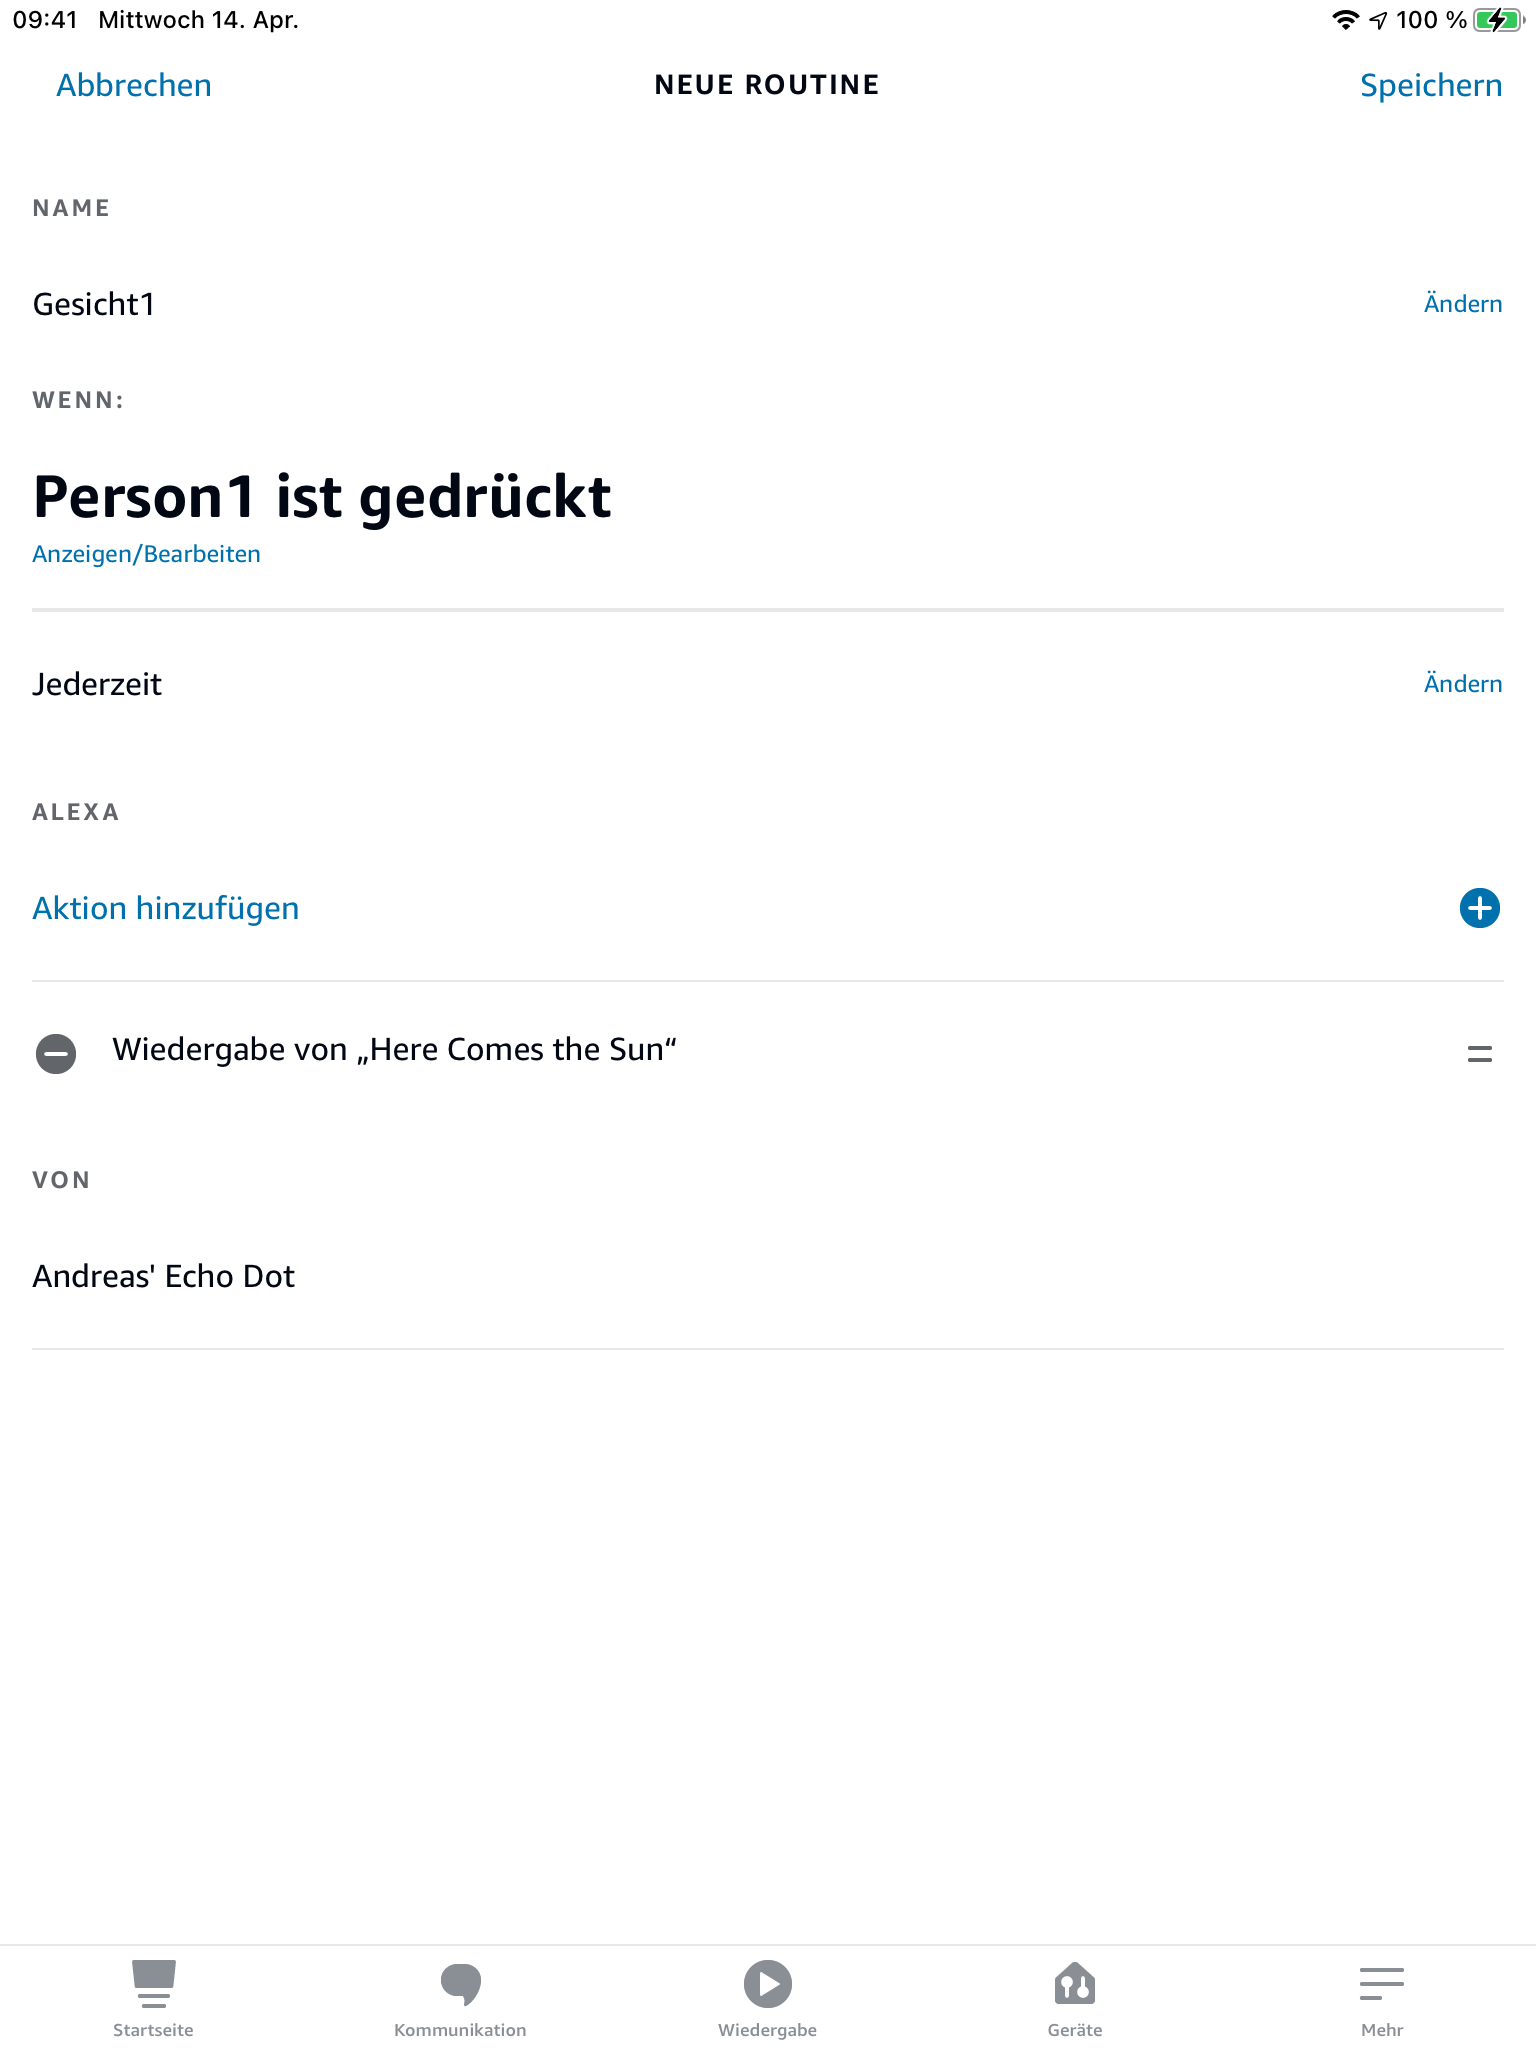 09:41 Mittwoch 14. Apr. 100 %
Abbrechen NEUE ROUTINE Speichern
NAME
Gesicht1 Ändern
WENN:
Person1 ist gedrückt
Anzeigen/Bearbeiten
Jederzeit Ändern
ALEXA
Aktion hinzufügen
Wiedergabe von „Here Comes the Sun“
VON
Andreas' Echo Dot
Startseite Kommunikation Wiedergabe Geräte Mehr